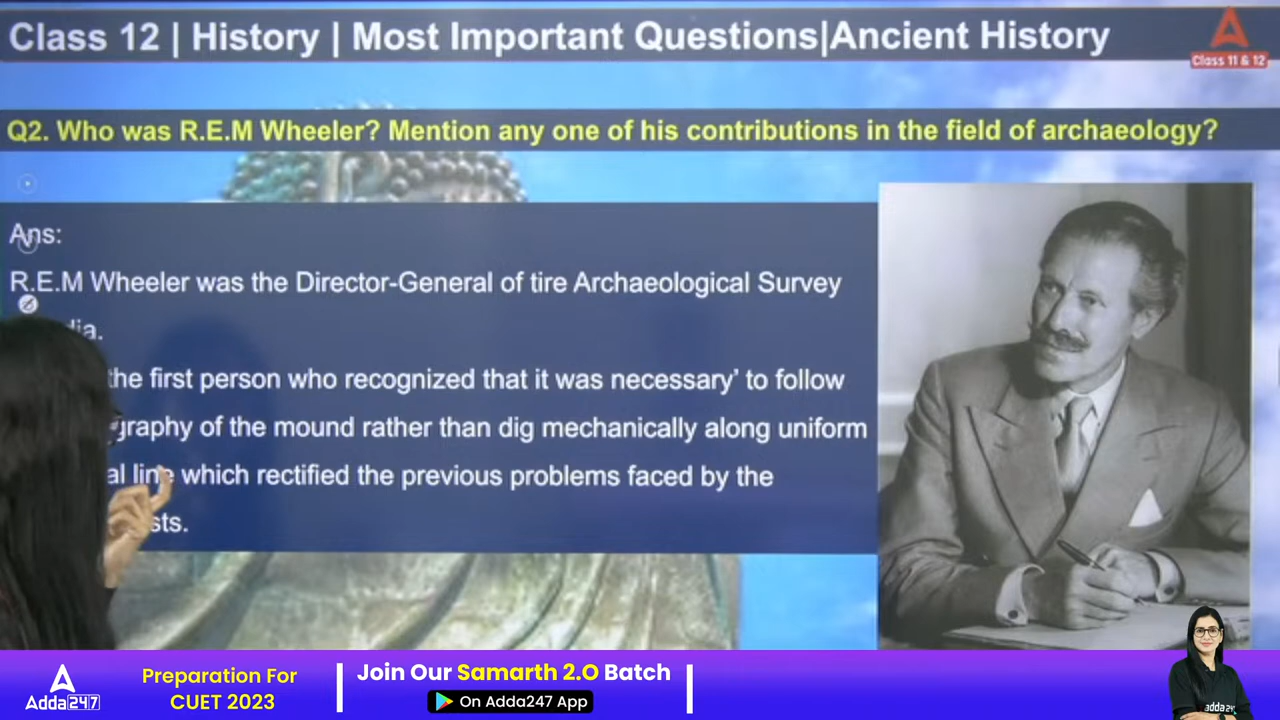 Class 12 | History | Most Important Questions|Ancient History
Class 11 & 12
Q2. Who was R.E.M Wheeler? Mention any one of his contributions in the field of archaeology?
Ans:
R.E.M Wheeler was the Director-General of tire Archaeological Survey
the first person who recognized that it was necessary’ to follow
of the mound rather than dig mechanically along uniform
line which rectified the previous problems faced by the
Adda247
Preparation For
CUET 2023
Join Our Samarth 2.O Batch
On Adda247 App